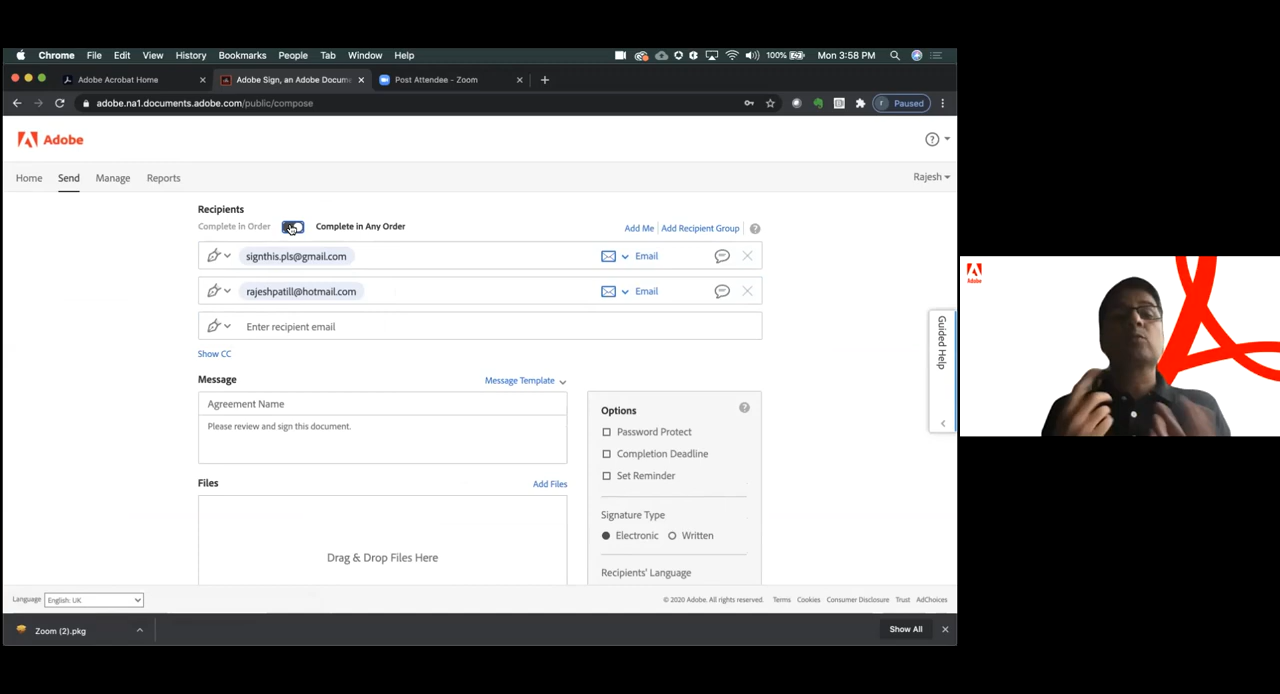 Chrome File Edit View History Bookmarks People Tab Window Help 100% Mon 3:58 PM
Adobe Acrobat Home
Adobe Sign, an Adobe Docum
Post Attendee - Zoom
adobe.na1.documents.adobe.com/public/compose
Paused
Adobe
Home Send Manage Reports Rajesh
Recipients
Complete in Order Complete in Any Order Add Me | Add Recipient Group
signthis.pls@gmail.com Email
rajeshpatill@hotmail.com Email
Enter recipient email
Show CC
Message Message Template
Agreement Name
Please review and sign this document.
Options
Password Protect
Completion Deadline
Set Reminder
Files Add Files
Signature Type
Electronic Written
Drag & Drop Files Here
Recipients' Language
Guided Help
Language English: UK © 2020 Adobe. All rights reserved. Terms Cookies Consumer Disclosure Trust AdChoices
Zoom (2).pkg Show All
Adobe